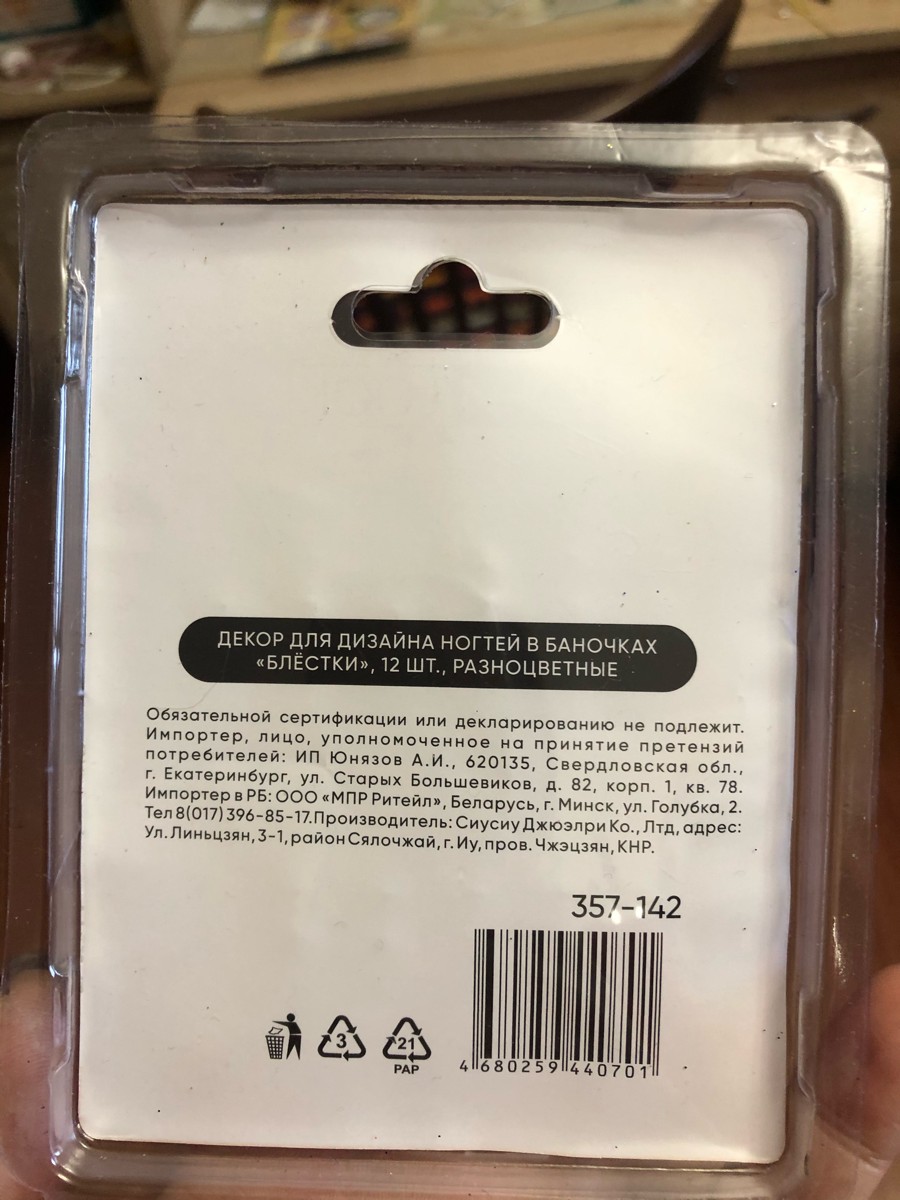 ДЕКОР ДЛЯ ДИЗАЙНА НОГТЕЙ В БАНОЧКАХ
«БЛЁСТКИ», 12 ШТ., РАЗНОЦВЕТНЫЕ
Обязательной сертификации или декларированию не подлежит.
Импортер, лицо, уполномоченное на принятие претензий
потребителей: ИП Юнязов А.И., 620135, Свердловская обл.,
г. Екатеринбург, ул. Старых Большевиков, д. 82, корп. 1, кв. 78.
Импортер в РБ: ООО «МПР Ритейл», Беларусь, г. Минск, ул. Голубка, 2.
Тел 8(017) 396-85-17. Производитель: Сиусиу Джюэлри Ко., Лтд, адрес:
Ул. Линьцзян, 3-1, район Сялочжай, г. Иу, пров. Чжэцзян, КНР.
357-142
3
21
PAP
4 680259 440701